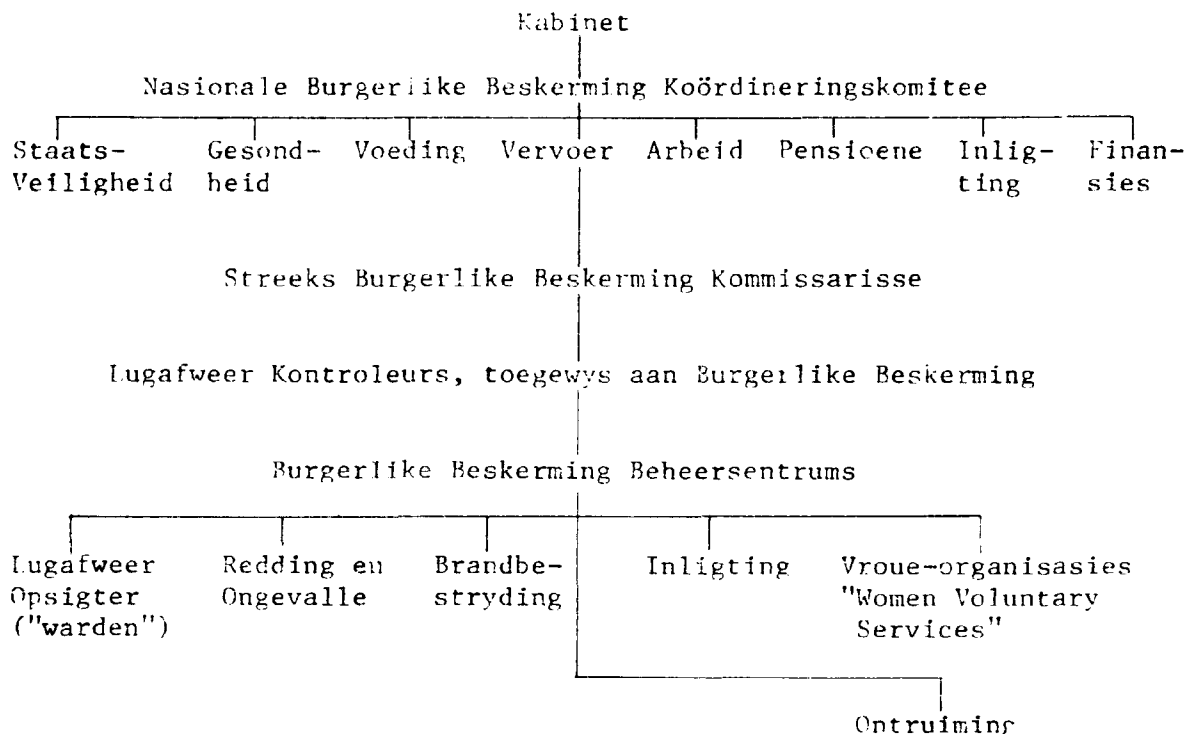 Kabinet
Nasionale Burgerlike Beskerming Koördineringskomitee
Staats- Gesond- Voeding Vervoer Arbeid Pensioene Inlig- Finan-
Veiligheid heid ting sies
Streeks Burgerlike Beskerming Kommissarisse
Lugafweer Kontroleurs, toegewys aan Burgerlike Beskerming
Burgerlike Beskerming Beheersentrums
Lugafweer Redding en Brandbe- Inligting Vroue-organisasies
Opsigter Ongevalle stryding "Women Voluntary
("warden") Services"
Ontruiming